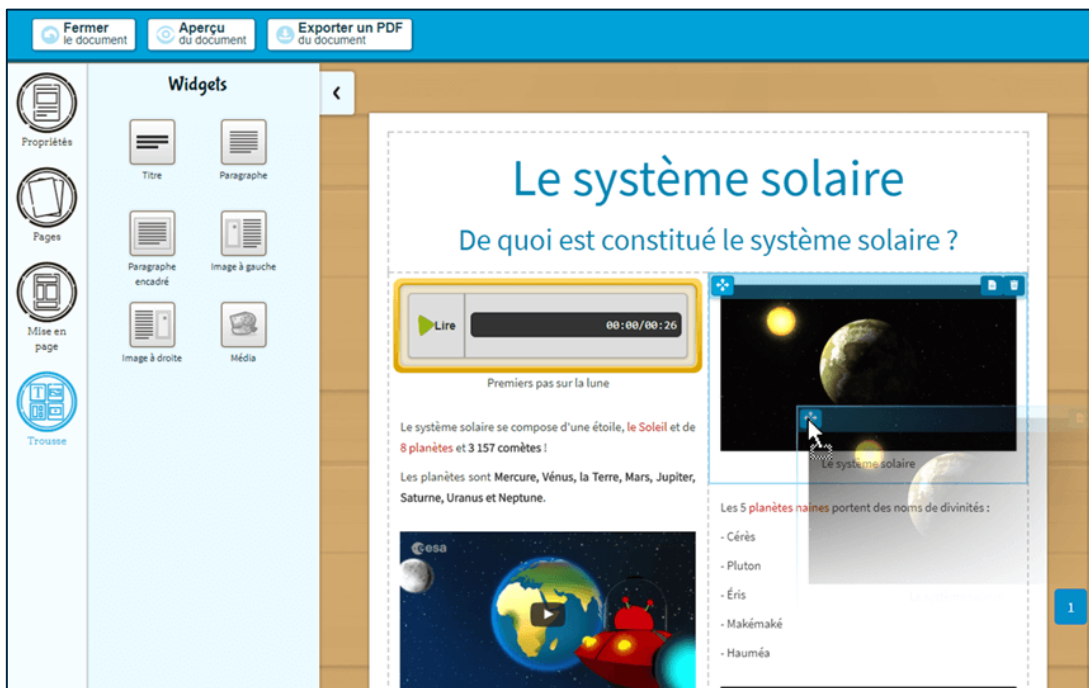 Fermer
le document
Aperçu
du document
Exporter un PDF
du document
Propriétés
Pages
Mise en
page
Trousse
Widgets
Titre
Paragraphe
Paragraphe
encadré
Image à gauche
Image à droite
Média
Le système solaire
De quoi est constitué le système solaire ?
Lire
00:00/00:26
Premiers pas sur la lune
Le système solaire se compose d'une étoile, le Soleil et de
8 planètes et 3 157 comètes !
Les planètes sont Mercure, Vénus, la Terre, Mars, Jupiter,
Saturne, Uranus et Neptune.
esa
Le système solaire
Les 5 planètes naines portent des noms de divinités :
- Cérès
- Pluton
- Éris
- Makémaké
- Hauméa
1